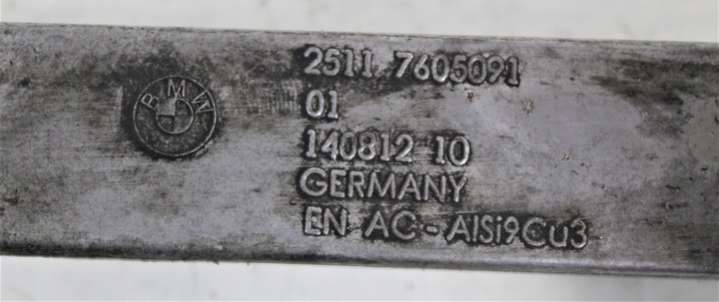 BMW
2511 7605091
01
140812 10
GERMANY
EN AC-AlSi9Cu3